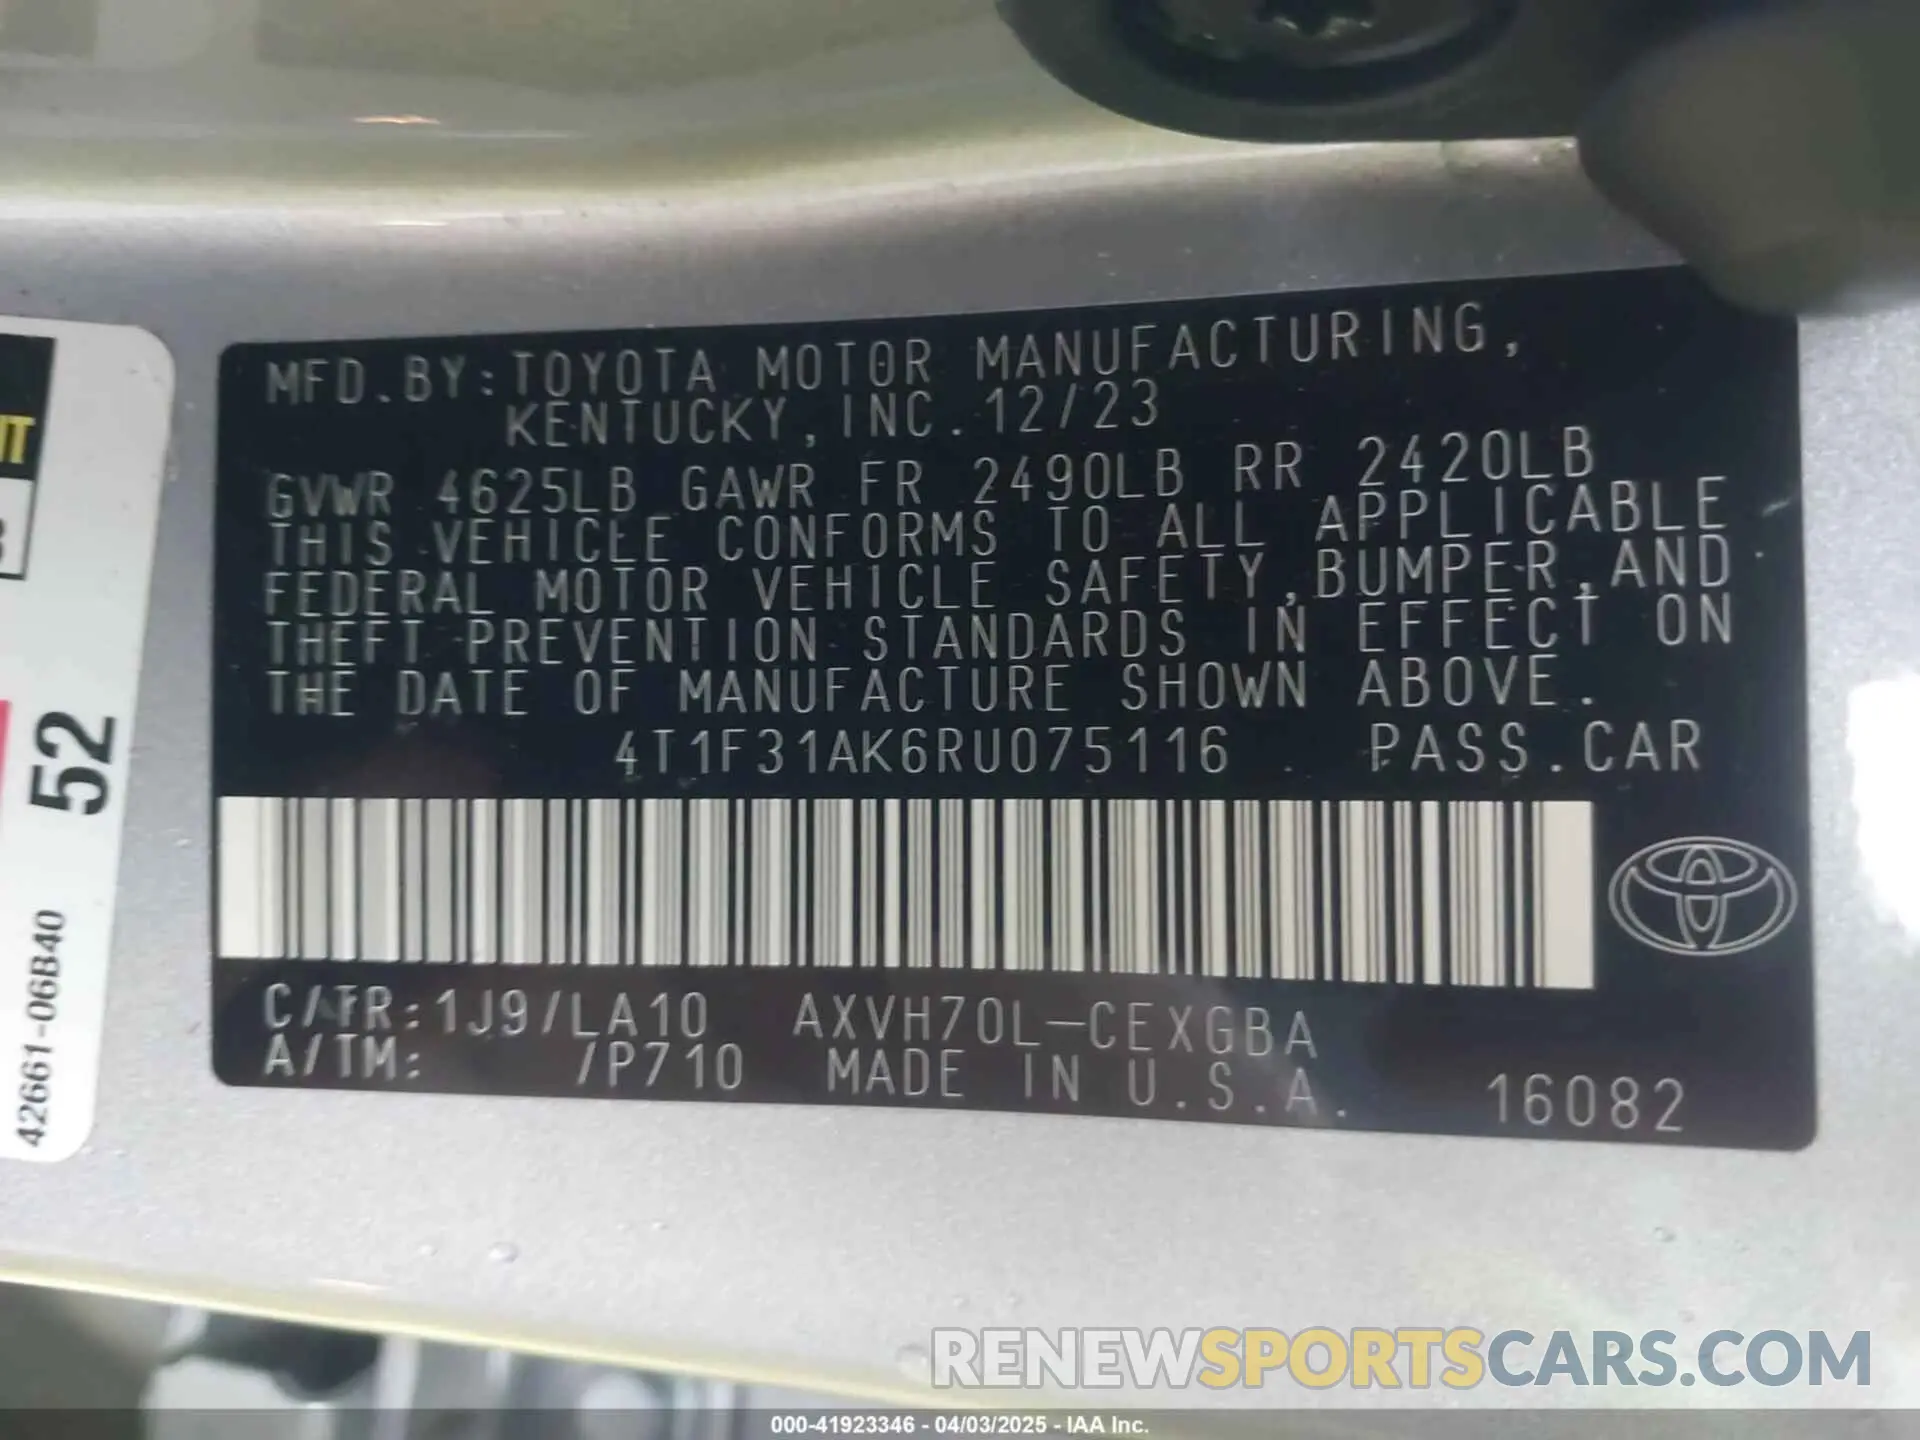 MFD.BY:TOYOTA MOTOR MANUFACTURING,
KENTUCKY,INC.12/23
GVWR 4625LB GAWR FR 2490LB RR 2420LB
THIS VEHICLE CONFORMS TO ALL APPLICABLE
FEDERAL MOTOR VEHICLE SAFETY,BUMPER,AND
THEFT PREVENTION STANDARDS IN EFFECT ON
THE DATE OF MANUFACTURE SHOWN ABOVE.
4T1F31AK6RU075116 PASS.CAR
C/TR:1J9/LA10 AXVH70L-CEXGBA
A/TM: /P710 MADE IN U.S.A. 16082
52
42661-06B40
RENEWSPORTSCARS.COM
000-41923346 - 04/03/2025 - IAA Inc.